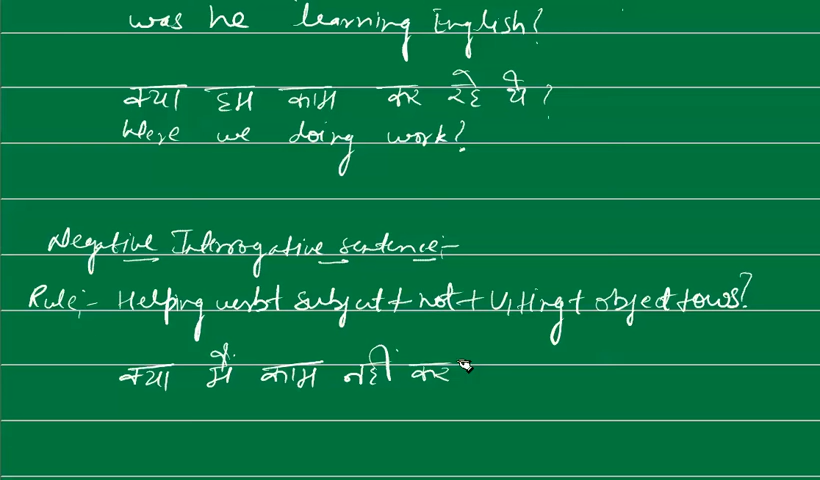 was he learning English?
क्या हम काम कर रहे थे?
Were we doing work?
Negative Interrogative sentence:-
Rule:- Helping verb+ subject + not + V₁+ing + object + ows?
क्या मैं काम नही कर